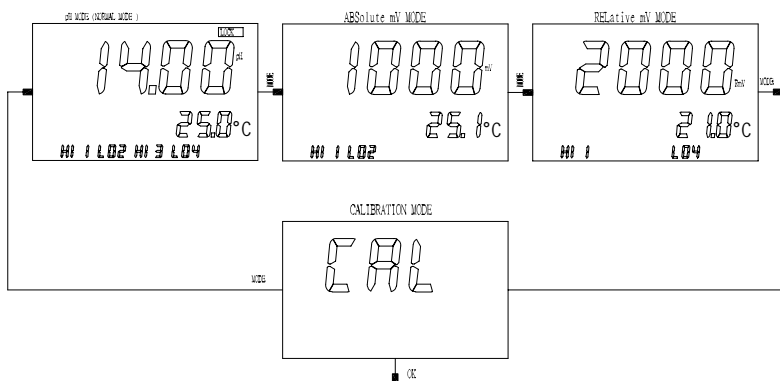 pH MODE (NORMAL MODE )
LOCK
14.00 pH
25.0°C
HI 1 LO2 HI 3 LO4
MODE
ABSolute mV MODE
1000 mV
25.1°C
HI 1 LO2
MODE
RELative mV MODE
2000 RmV
21.0°C
HI 1 LO4
MODE
CALIBRATION MODE
CAL
MODE
OK